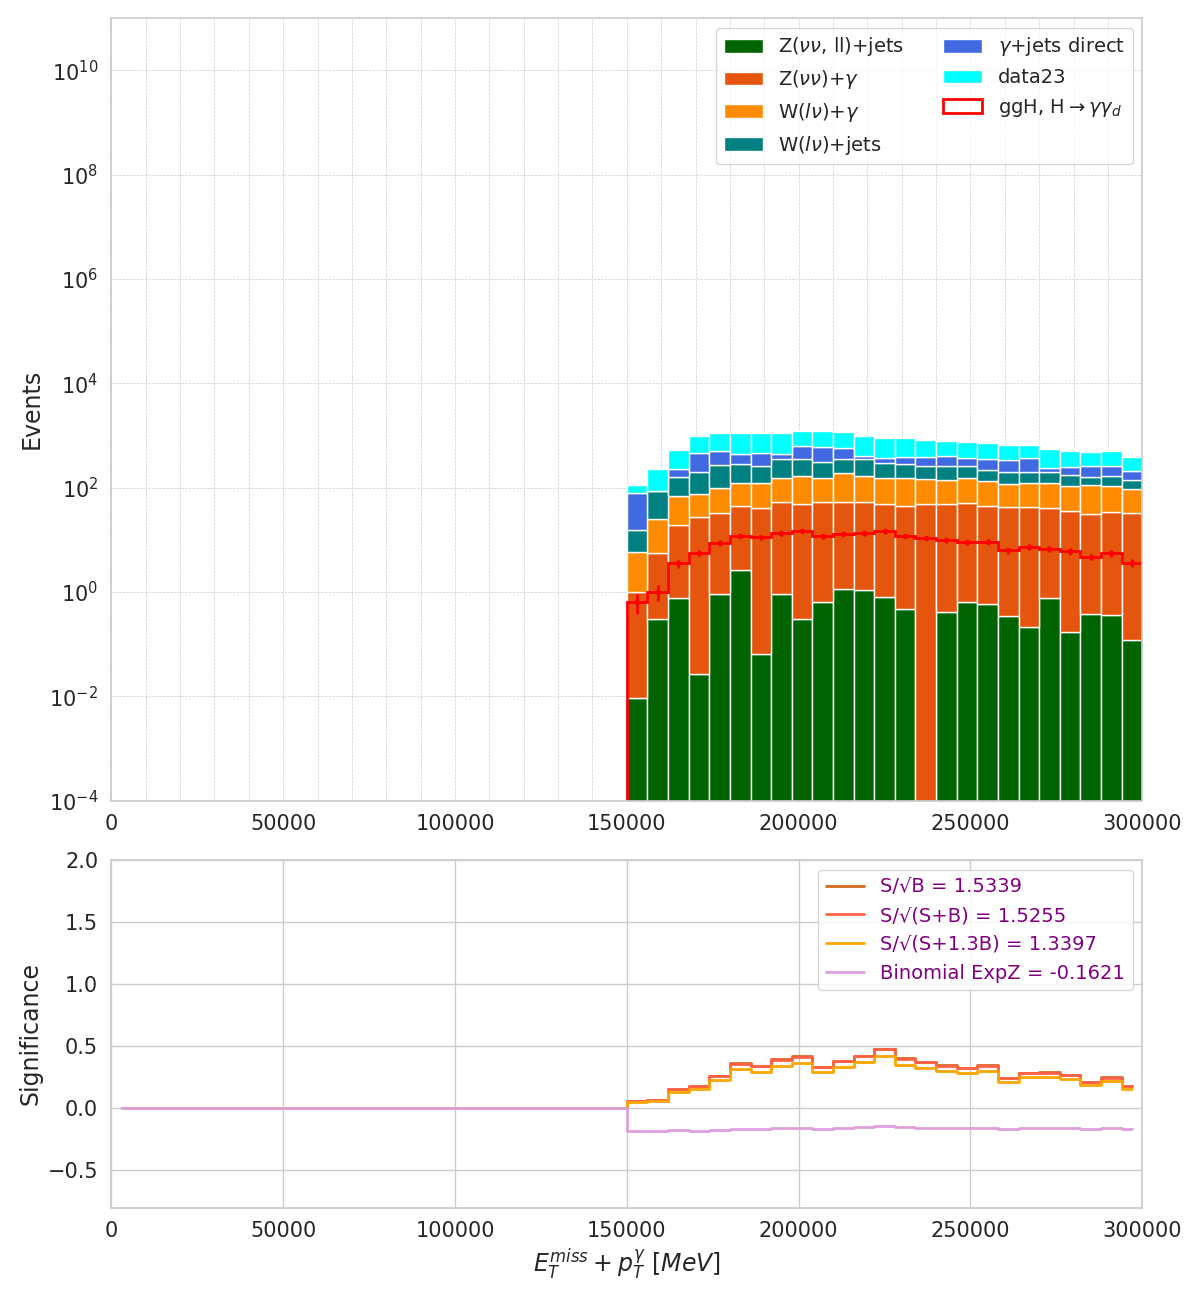 Z(νν, ll)+jets
Z(νν)+γ
W(lν)+γ
W(lν)+jets
γ+jets direct
data23
ggH, H→γγ_d
Events
10^10
10^8
10^6
10^4
10^2
10^0
10^−2
10^−4
0 50000 100000 150000 200000 250000 300000
S/√B = 1.5339
S/√(S+B) = 1.5255
S/√(S+1.3B) = 1.3397
Binomial ExpZ = -0.1621
Significance
2.0
1.5
1.0
0.5
0.0
−0.5
0 50000 100000 150000 200000 250000 300000
E_T^miss + p_T^γ [MeV]